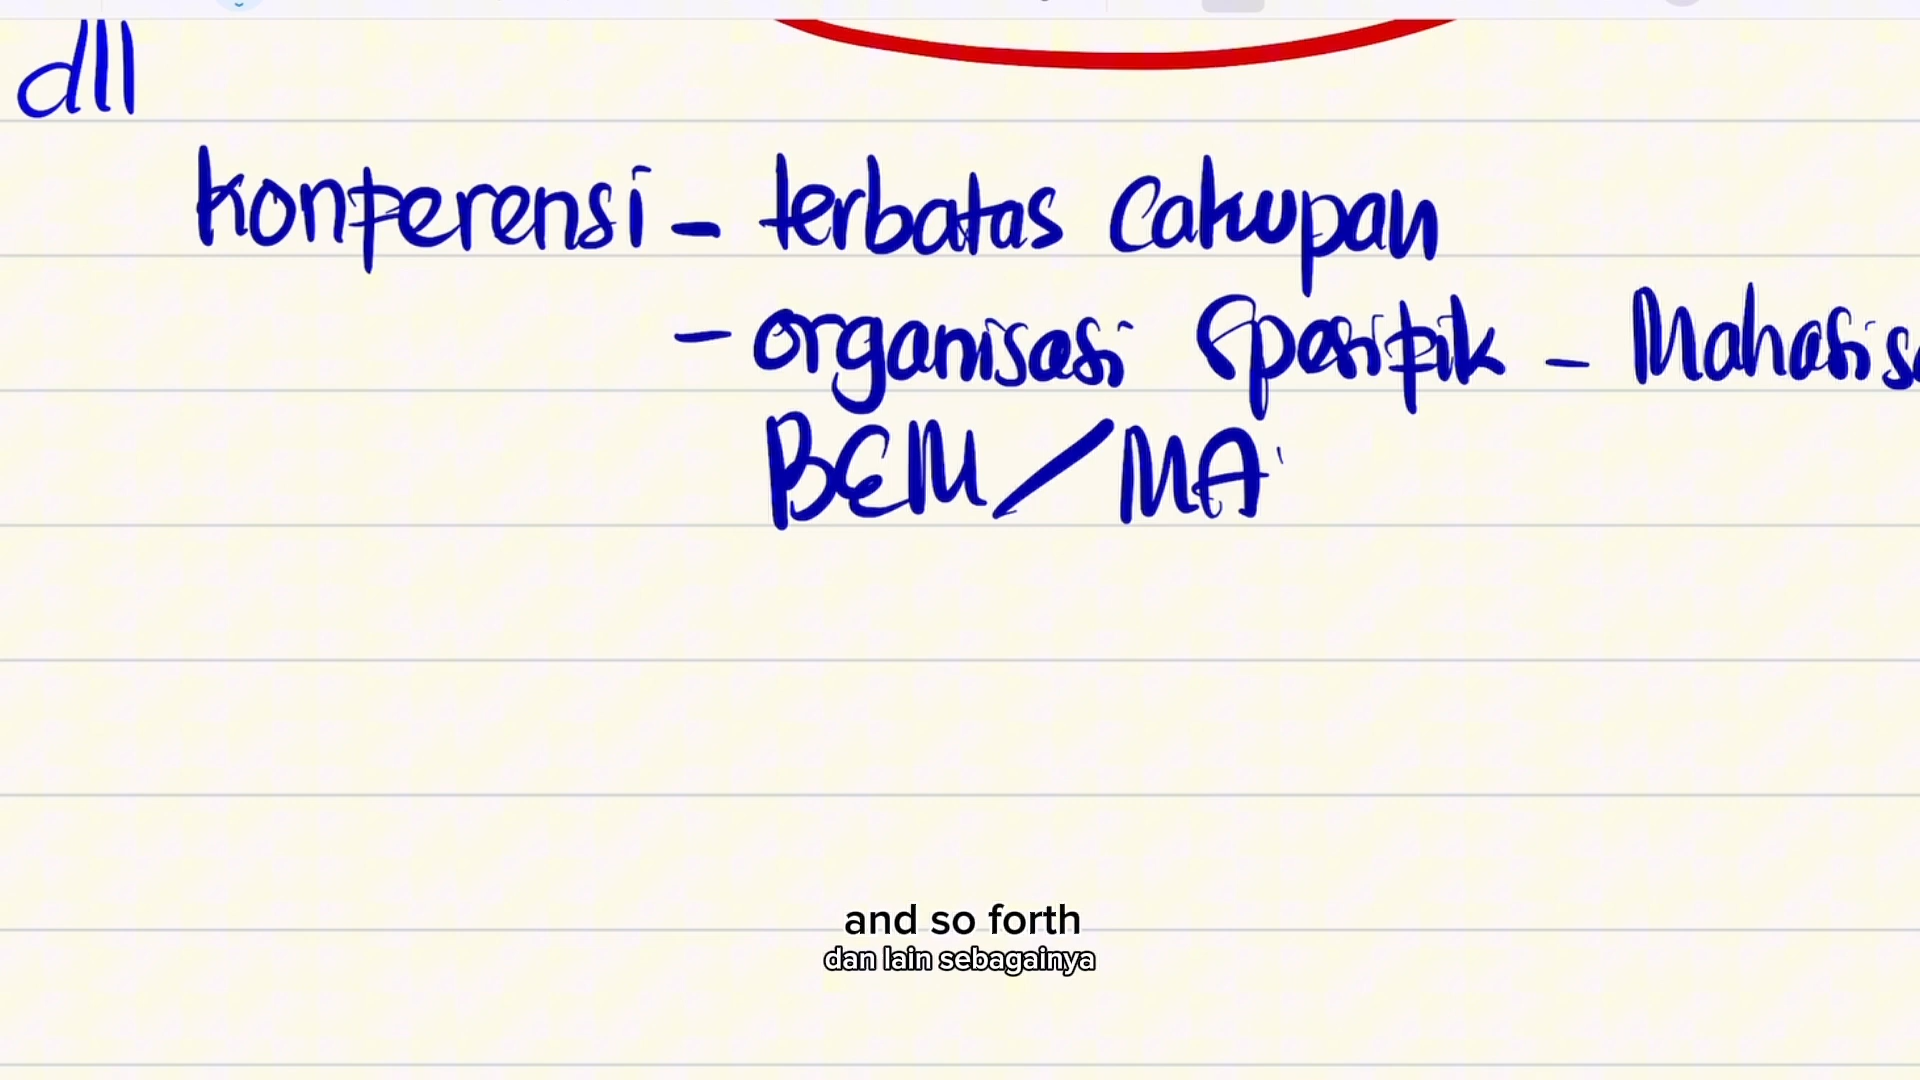 dll
konferensi - terbatas cakupan
- organisasi spesifik - Mahasis
BEM/MA
and so forth
dan lain sebagainya